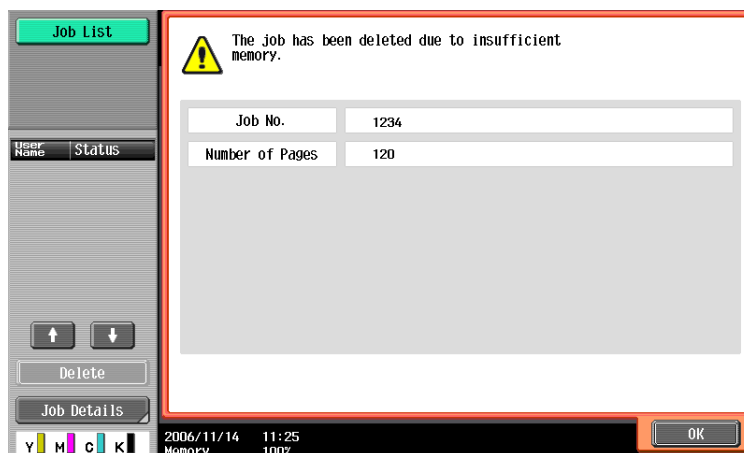 Job List
The job has been deleted due to insufficient
memory.
Job No. 1234
Number of Pages 120
User Name Status
Delete
Job Details
Y M C K
2006/11/14 11:25
Memory 100%
OK